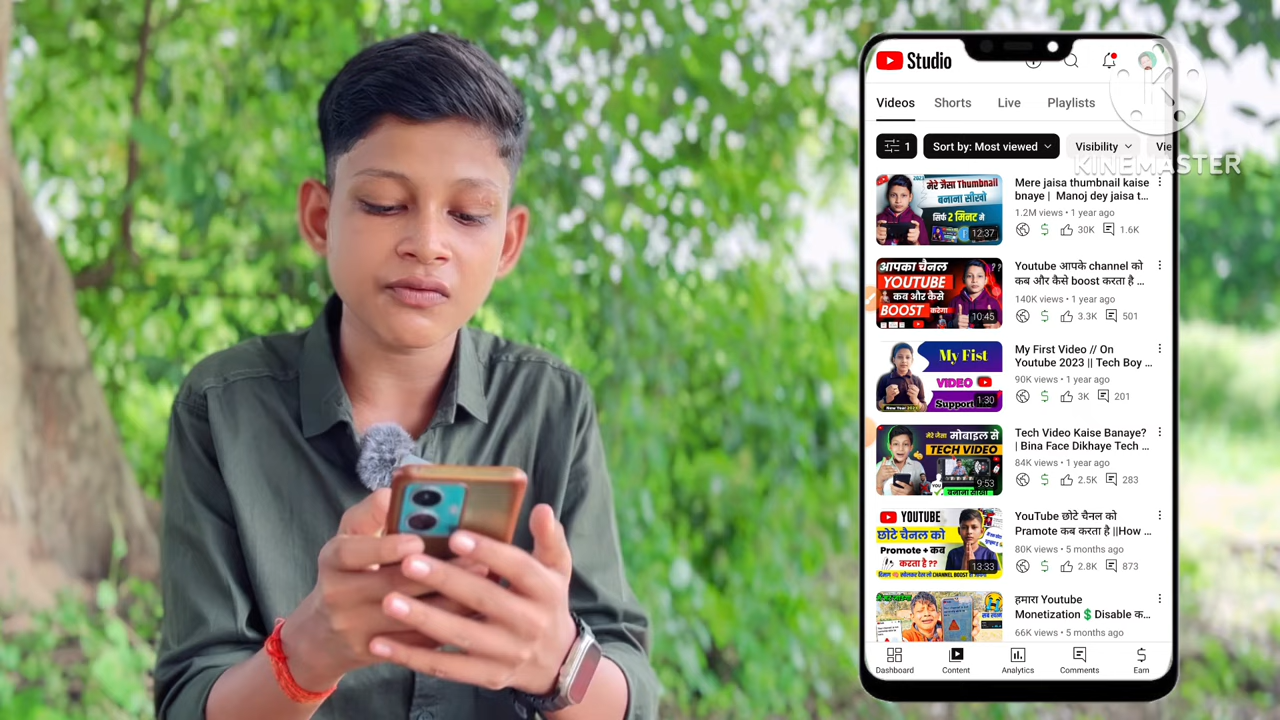 Studio
Videos
Shorts
Live
Playlists
1
Sort by: Most viewed
Visibility
Vie
KINEMASTER
2023
मेरे जैसा Thumbnail
बनाना सीखो
सिर्फ 2 मिनट मे
12:37
Mere jaisa thumbnail kaise
bnaye | Manoj dey jaisa t...
1.2M views • 1 year ago
30K
1.6K
आपका चैनल
YOUTUBE
कब और कैसे
BOOST करेगा
10:45
Youtube आपके channel को
कब और कैसे boost करता है ...
140K views • 1 year ago
3.3K
501
My Fist
VIDEO
Support
1:30
My First Video // On
Youtube 2023 || Tech Boy ...
90K views • 1 year ago
3K
201
मेरे जैसा मोबाइल से
TECH VIDEO
बनाना सीखो
9:53
Tech Video Kaise Banaye?
| Bina Face Dikhaye Tech ...
84K views • 1 year ago
2.5K
283
YOUTUBE
छोटे चैनल को
Promote + कब
करता है ??
13:33
YouTube छोटे चैनल को
Pramote कब करता है ||How ...
80K views • 5 months ago
2.8K
873
हमारा Youtube
Monetization💲Disable क...
66K views • 5 months ago
Dashboard
Content
Analytics
Comments
Earn